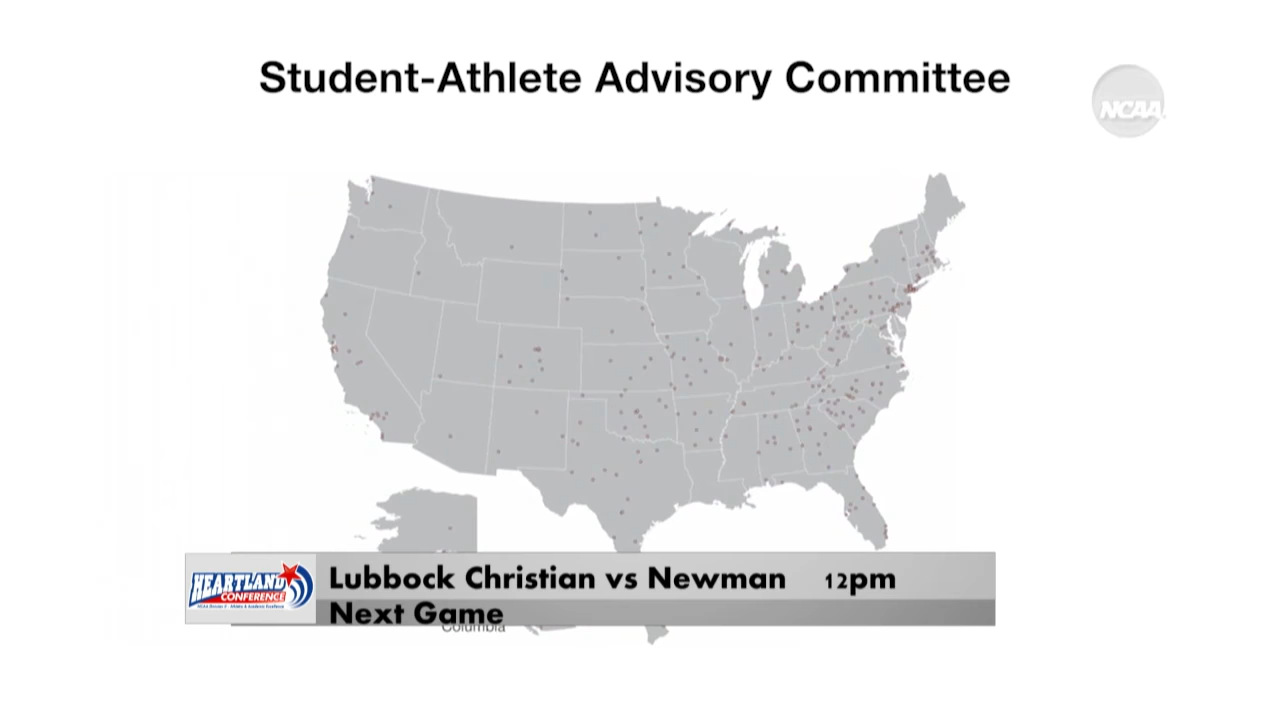 Student-Athlete Advisory Committee
NCAA
HEARTLAND
CONFERENCE
Lubbock Christian vs Newman 12pm
Next Game
Columbia